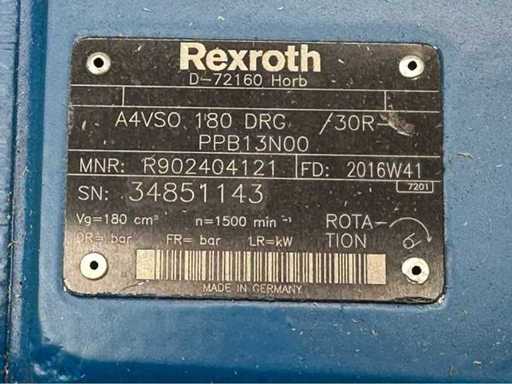 Rexroth
D-72160 Horb
A4VSO 180 DRG /30R-
PPB13N00
MNR: R902404121 FD: 2016W41
7201
SN: 34851143
Vg=180 cm³ n=1500 min⁻¹ ROTA-
TION
DR= bar FR= bar LR=kW
MADE IN GERMANY